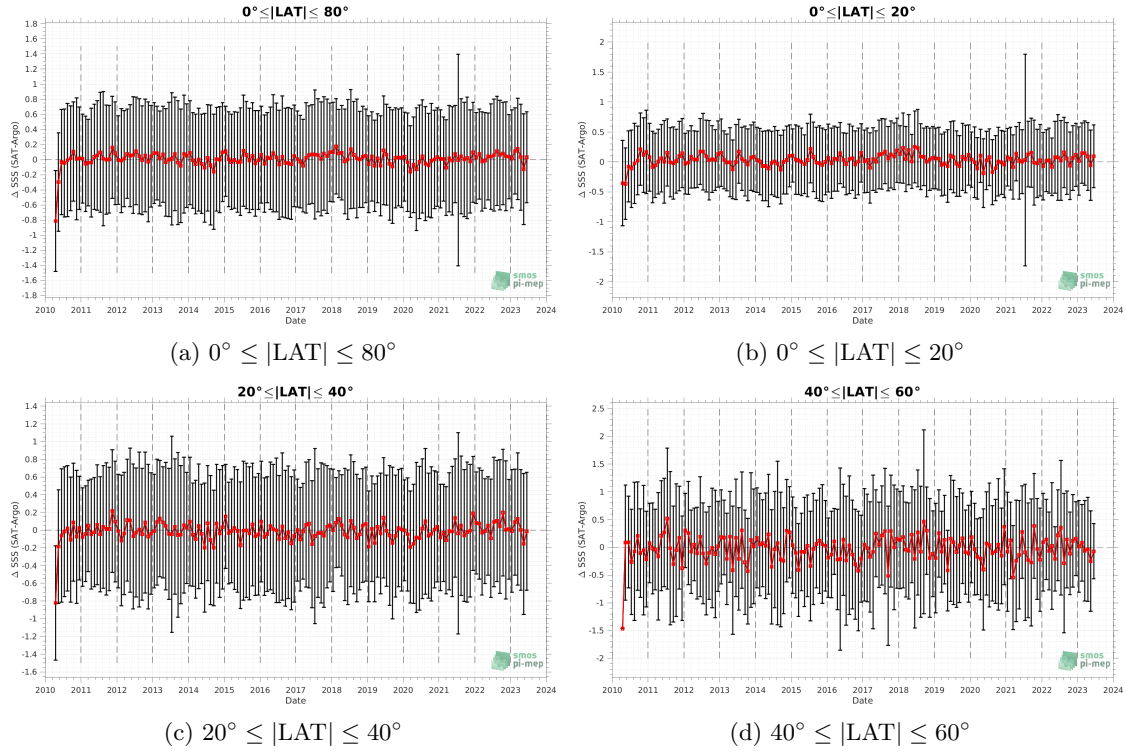 0°≤|LAT|≤ 80°
Δ SSS (SAT-Argo)
1.8
1.6
1.4
1.2
1
0.8
0.6
0.4
0.2
0
-0.2
-0.4
-0.6
-0.8
-1
-1.2
-1.4
-1.6
-1.8
2010 2011 2012 2013 2014 2015 2016 2017 2018 2019 2020 2021 2022 2023 2024
Date
smos
pi-mep
(a) 0° ≤ |LAT| ≤ 80°
0°≤|LAT|≤ 20°
Δ SSS (SAT-Argo)
2
1.5
1
0.5
0
-0.5
-1
-1.5
-2
2010 2011 2012 2013 2014 2015 2016 2017 2018 2019 2020 2021 2022 2023 2024
Date
smos
pi-mep
(b) 0° ≤ |LAT| ≤ 20°
20°≤|LAT|≤ 40°
Δ SSS (SAT-Argo)
1.4
1.2
1
0.8
0.6
0.4
0.2
0
-0.2
-0.4
-0.6
-0.8
-1
-1.2
-1.4
-1.6
2010 2011 2012 2013 2014 2015 2016 2017 2018 2019 2020 2021 2022 2023 2024
Date
smos
pi-mep
(c) 20° ≤ |LAT| ≤ 40°
40°≤|LAT|≤ 60°
Δ SSS (SAT-Argo)
2.5
2
1.5
1
0.5
0
-0.5
-1
-1.5
-2
2010 2011 2012 2013 2014 2015 2016 2017 2018 2019 2020 2021 2022 2023 2024
Date
smos
pi-mep
(d) 40° ≤ |LAT| ≤ 60°